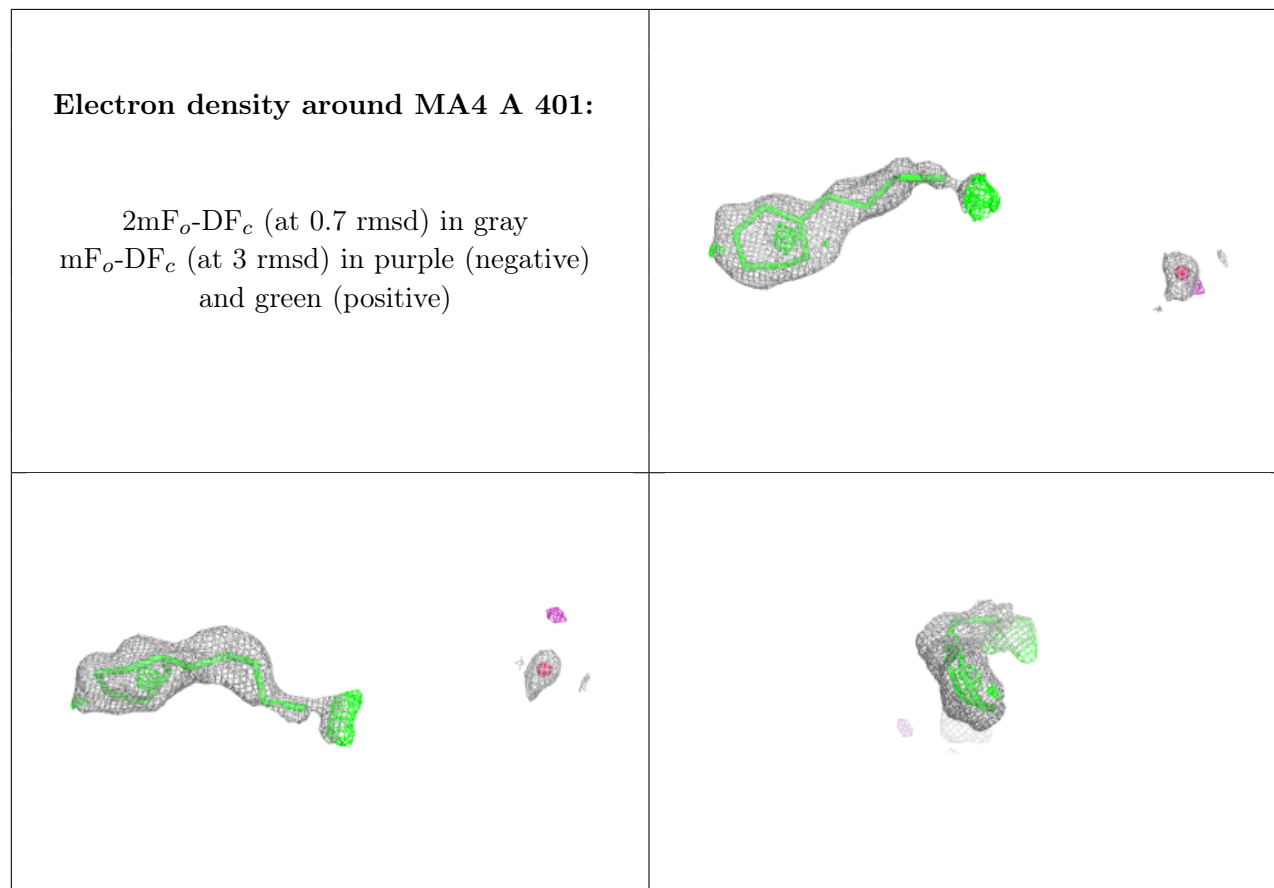 Electron density around MA4 A 401:
2mFo-DFc (at 0.7 rmsd) in gray
mFo-DFc (at 3 rmsd) in purple (negative)
and green (positive)